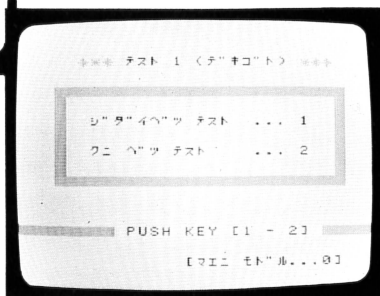 *** テスト 1 (デキゴト) ***
ジダイベツ テスト ... 1
クニ ベツ テスト ... 2
PUSH KEY [1 - 2]
[マエニ モドル...0]